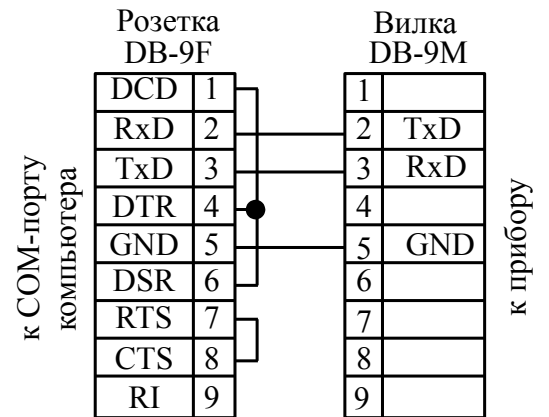 Розетка
DB-9F
Вилка
DB-9M
к COM-порту
компьютера
DCD 1
RxD 2
TxD 3
DTR 4
GND 5
DSR 6
RTS 7
CTS 8
RI 9
1
2 TxD
3 RxD
4
5 GND
6
7
8
9
к прибору